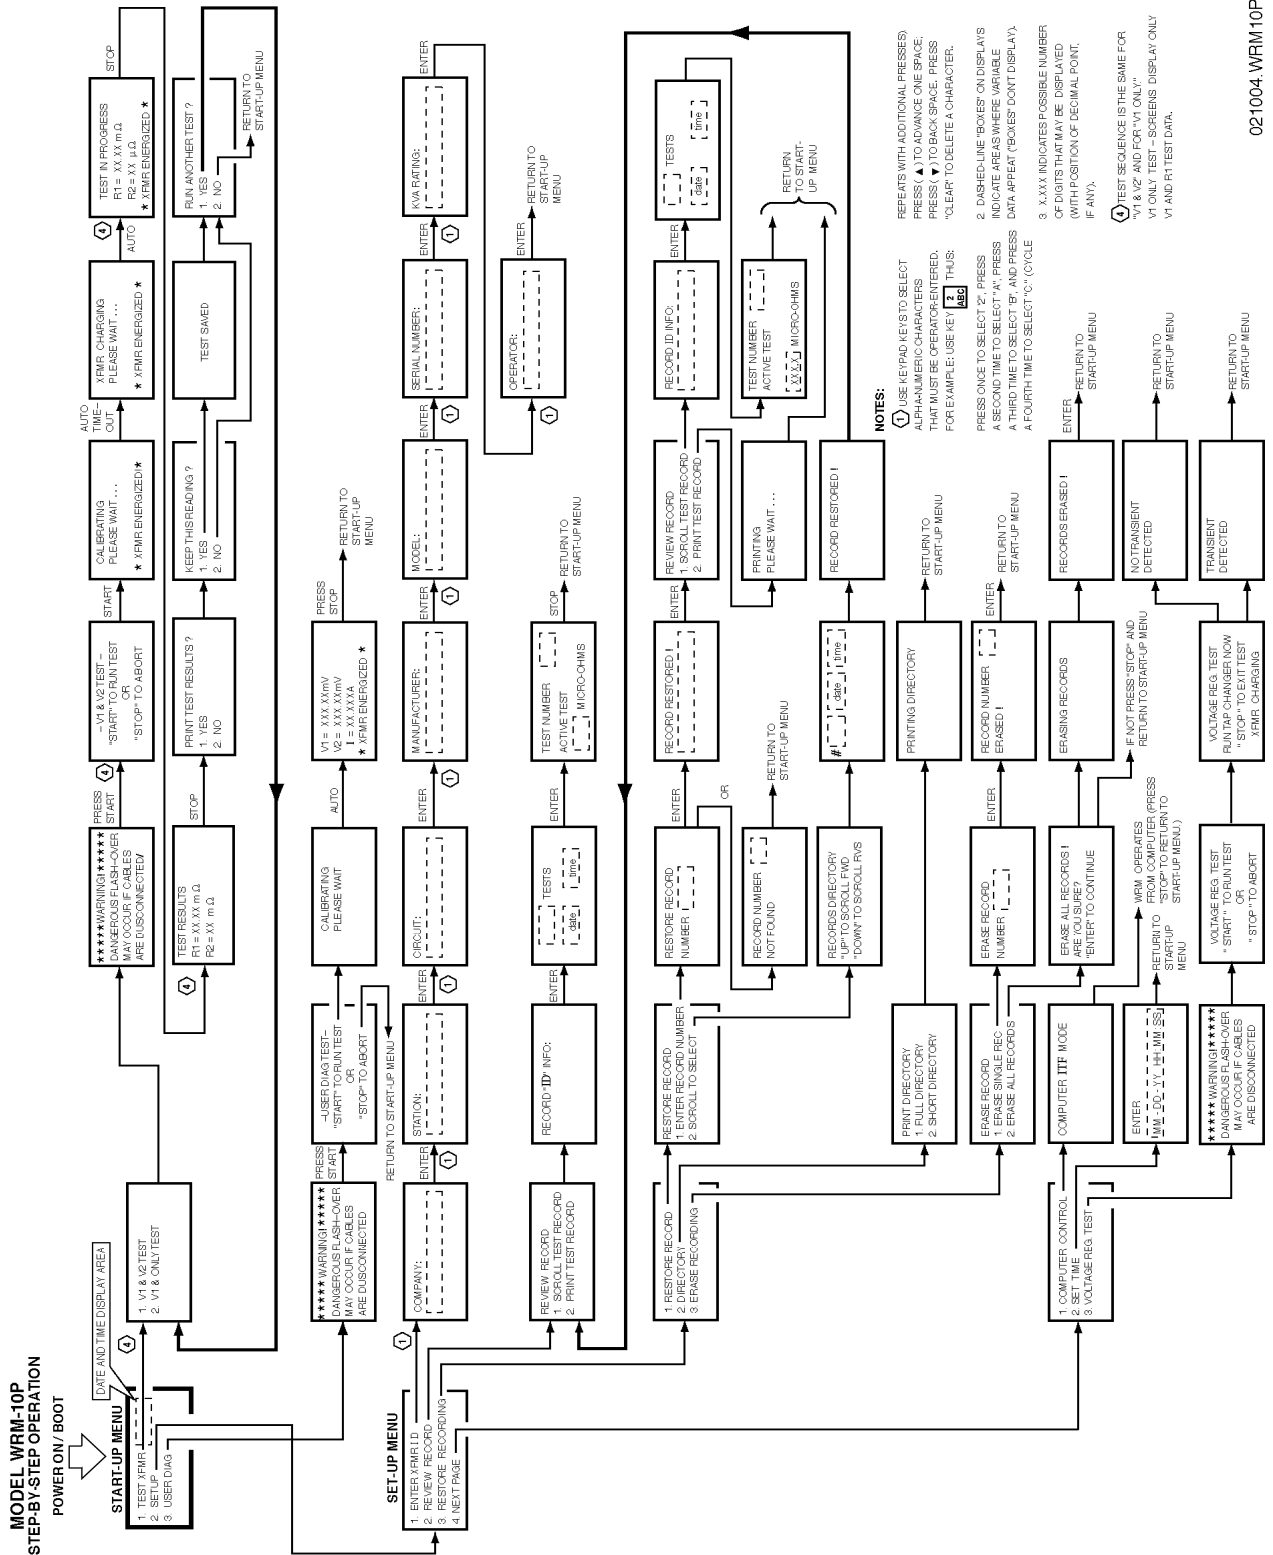 MODEL WRM-10P
STEP-BY-STEP OPERATION
POWER ON / BOOT
START-UP MENU
DATE AND TIME DISPLAY AREA
1. TEST XFMR
2. SETUP
3. USER DIAG
4
1. V1 & V2 TEST
2. V1 & ONLY TEST
*****WARNING!*****
DANGEROUS FLASH-OVER
MAY OCCUR IF CABLES
ARE DUSCONNECTED/
PRESS
START
4
– V1 & V2 TEST –
"START" TO RUN TEST
OR
"STOP" TO ABORT
START
CALIBRATING
PLEASE WAIT . . .
* XFMR ENERGIZED!*
AUTO
TIME–
OUT
XFMR CHARGING
PLEASE WAIT . . .
* XFMR ENERGIZED *
4
AUTO
TEST IN PROGRESS
R1 = XX.XX m Ω
R2 = XX μ Ω
* XFMR ENERGIZED *
STOP
4
TEST RESULTS
R1 = XX.XX m Ω
R2 = XX m Ω
STOP
PRINT TEST RESULTS ?
1. YES
2. NO
KEEP THIS READING ?
1. YES
2. NO
TEST SAVED
RUN ANOTHER TEST ?
1. YES
2. NO
RETURN TO
START-UP MENU
*****WARNING!*****
DANGEROUS FLASH–OVER
MAY OCCUR IF CABLES
ARE DUSCONNECTED
PRESS
START
–USER DIAG TEST–
"START" TO RUN TEST
OR
"STOP" TO ABORT
RETURN TO START-UP MENU
CALIBRATING
PLEASE WAIT
AUTO
V1 = XXX.XXmV
V2 = XXX.XXmV
I = XX.XXXA
* XFMR ENERGIZED *
PRESS
STOP
RETURN TO
START-UP
MENU
SET-UP MENU
1. ENTER XFMR I D
2. REVIEW RECORD
3. RESTORE RECORDING
4. NEXT PAGE
1
COMPANY:
ENTER
1
STATION:
ENTER
1
CIRCUIT:
ENTER
1
MANUFACTURER:
ENTER
1
MODEL:
ENTER
1
SERIAL NUMBER:
ENTER
1
KVA RATING:
ENTER
1
OPERATOR:
ENTER
RETURN TO
START-UP
MENU
REVIEW RECORD
1. SCROLL TEST RECORD
2. PRINT TEST RECORD
RECORD "ID" INFO:
ENTER
TESTS
date
time
ENTER
TEST NUMBER
ACTIVE TEST
MICRO-OHMS
STOP
RETURN TO
START-UP MENU
1. RESTORE RECORD
2. DIRECTORY
3. ERASE RECORDING
RESTORE RECORD
1. ENTER RECORD NUMBER
2. SCROLL TO SELECT
RESTORE RECORD
NUMBER
ENTER
OR
RECORD RESTORED !
ENTER
REVIEW RECORD
1. SCROLL TEST RECORD
2. PRINT TEST RECORD
RECORD ID INFO:
ENTER
TESTS
date
time
RECORD NUMBER
NOT FOUND
RETURN TO
START-UP MENU
PRINTING
PLEASE WAIT . . .
TEST NUMBER
ACTIVE TEST
XXX.X MICRO-OHMS
RETURN
TO START-
UP MENU
RECORDS DIRECTORY
"UP" TO SCROLL FWD
"DOWN" TO SCROLL RVS
#
date
time
RECORD RESTORED !
PRINT DIRECTORY
1. FULL DIRECTORY
2. SHORT DIRECTORY
PRINTING DIRECTORY
RETURN TO
START-UP MENU
ERASE RECORD
1. ERASE SINGLE REC
2. ERASE ALL RECORDS
ERASE RECORD
NUMBER
ENTER
RECORD NUMBER
ERASED !
ENTER
RETURN TO
START-UP MENU
ERASE ALL RECORDS !
ARE YOU SURE?
"ENTER" TO CONTINUE
ERASING RECORDS
IF NOT PRESS "STOP" AND
RETURN TO START-UP MENU
RECORDS ERASED !
ENTER
RETURN TO
START-UP MENU
1. COMPUTER CONTROL
2. SET TIME
3. VOLTAGE REG. TEST
COMPUTER ITF MODE
WRM OPERATES
FROM COMPUTER (PRESS
"STOP" TO RETURN TO
START-UP MENU.)
ENTER
MM - DD - YY HH : MM : SS
RETURN TO
START-UP
MENU
*****WARNING!*****
DANGEROUS FLASH-OVER
MAY OCCUR IF CABLES
ARE DISCONNECTED
VOLTAGE REG. TEST
"START" TO RUN TEST
OR
"STOP" TO ABORT
VOLTAGE REG. TEST
RUN TAP CHANGER NOW
"STOP" TO EXIT TEST
XFMR CHARGING
NO TRANSIENT
DETECTED
RETURN TO
START-UP MENU
TRANSIENT
DETECTED
RETURN TO
START-UP MENU
NOTES:
1 USE KEYPAD KEYS TO SELECT
ALPHA-NUMERIC CHARACTERS
THAT MUST BE OPERATOR-ENTERED.
FOR EXAMPLE: USE KEY 2 ABC THUS:
PRESS ONCE TO SELECT "2", PRESS
A SECOND TIME TO SELECT "A", PRESS
A THIRD TIME TO SELECT "B", AND PRESS
A FOURTH TIME TO SELECT "C." (CYCLE
REPEATS WITH ADDITIONAL PRESSES).
PRESS ( ▲ ) TO ADVANCE ONE SPACE;
PRESS ( ▼ ) TO BACK SPACE. PRESS
"CLEAR" TO DELETE A CHARACTER.
2. DASHED-LINE "BOXES" ON DISPLAYS
INDICATE AREAS WHERE VARIABLE
DATA APPEAT ("BOXES" DON'T DISPLAY).
3. X.XXX INDICATES POSSIBLE NUMBER
OF DIGITS THAT MAY BE DISPLAYED
(WITH POSITION OF DECIMAL POINT,
IF ANY).
4 TEST SEQUENCE IS THE SAME FOR
"V1 & V2" AND FOR "V1 ONLY."
V1 ONLY TEST – SCREENS DISPLAY ONLY
V1 AND R1 TEST DATA.
021004.WRM10P